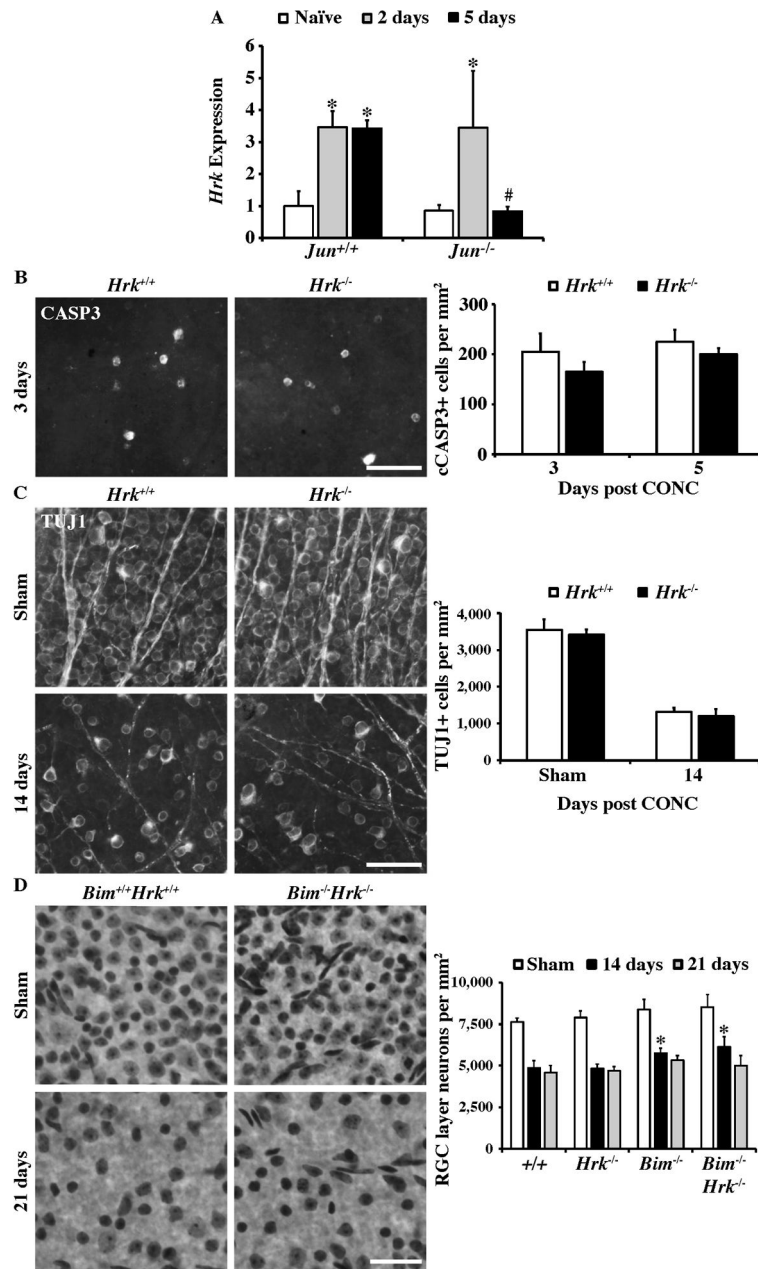 A
Naïve 2 days 5 days
Hrk Expression
6
5
4
3
2
1
0
* * * #
Jun+/+ Jun-/-
B
Hrk+/+ Hrk-/-
CASP3
3 days
Hrk+/+ Hrk-/-
cCASP3+ cells per mm²
300
200
100
0
3 5
Days post CONC
C
Hrk+/+ Hrk-/-
TUJ1
Sham
14 days
Hrk+/+ Hrk-/-
TUJ1+ cells per mm²
4,000
3,000
2,000
1,000
0
Sham 14
Days post CONC
D
Bim+/+Hrk+/+ Bim-/-Hrk-/-
Sham
21 days
Sham 14 days 21 days
RGC layer neurons per mm²
10,000
7,500
5,000
2,500
0
* *
+/+ Hrk-/- Bim-/- Bim-/-
Hrk-/-